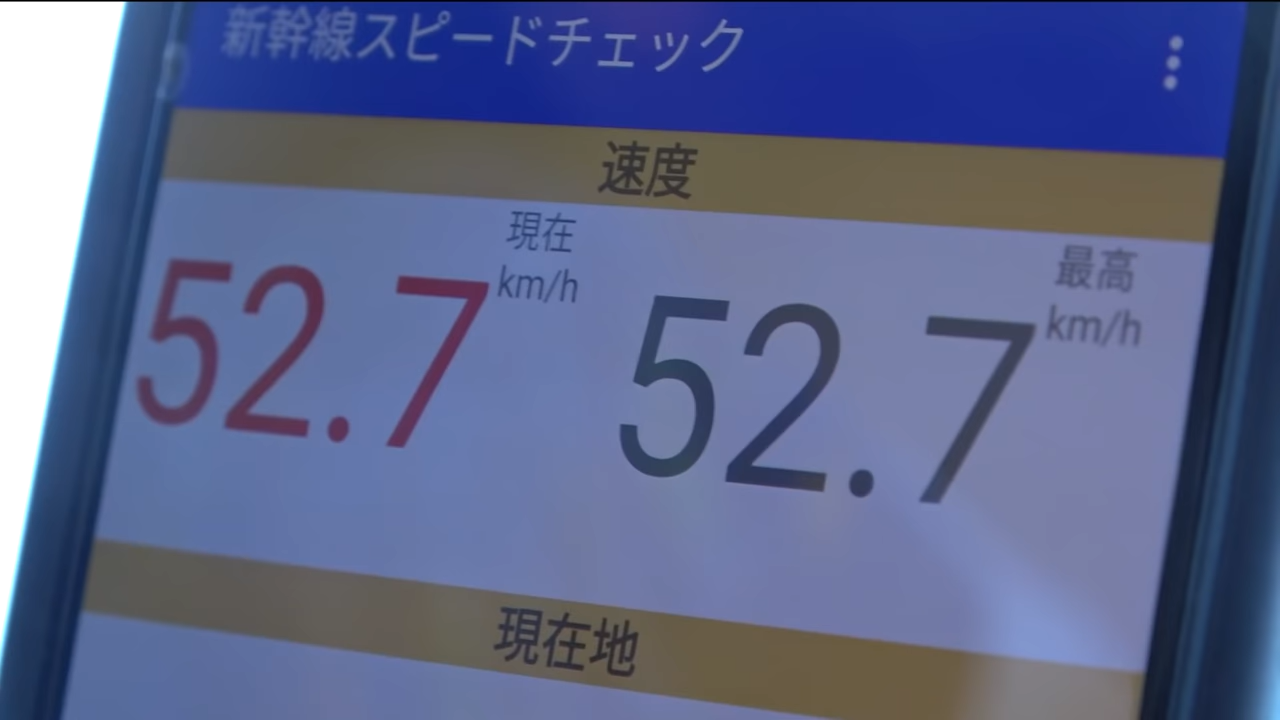 新幹線スピードチェック
速度
52.7 現在 km/h
52.7 最高 km/h
現在地